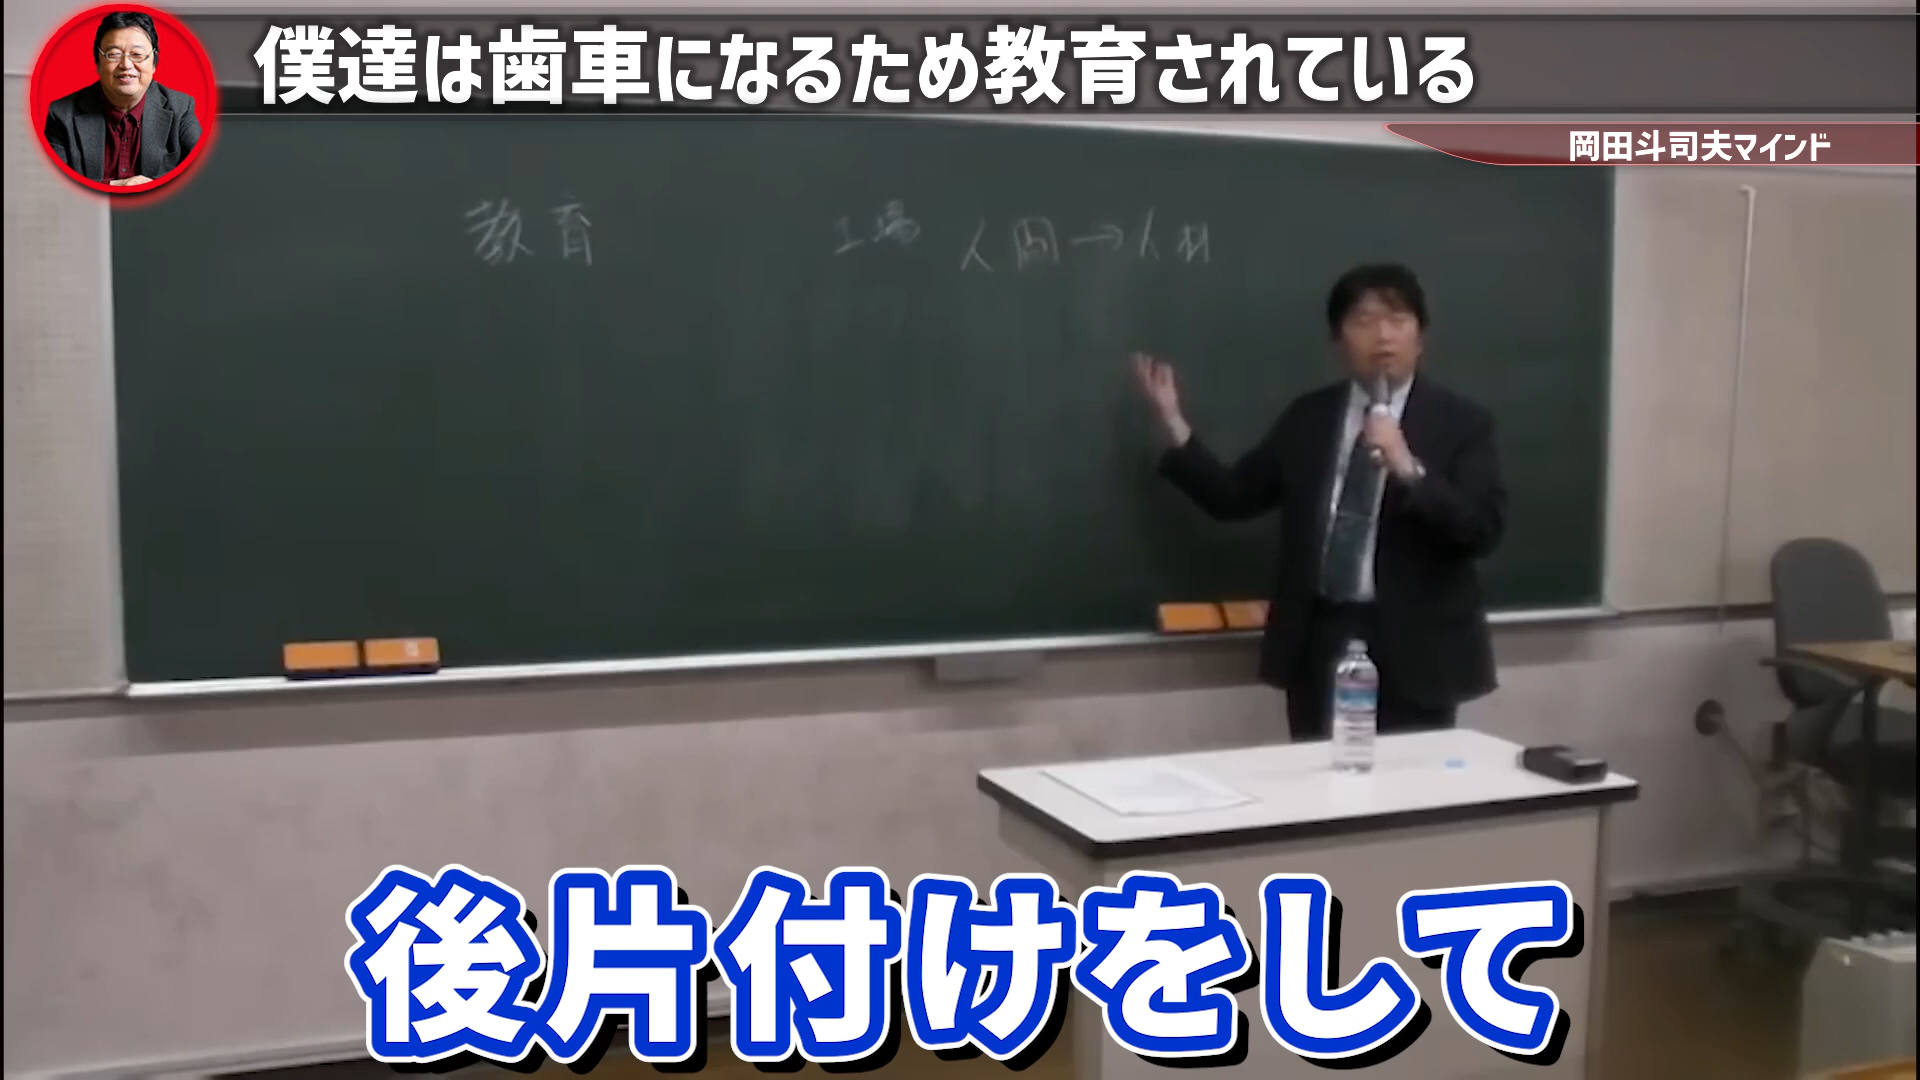 僕達は歯車になるため教育されている
岡田斗司夫マインド
教育 工場 人間→人材
後片付けをして